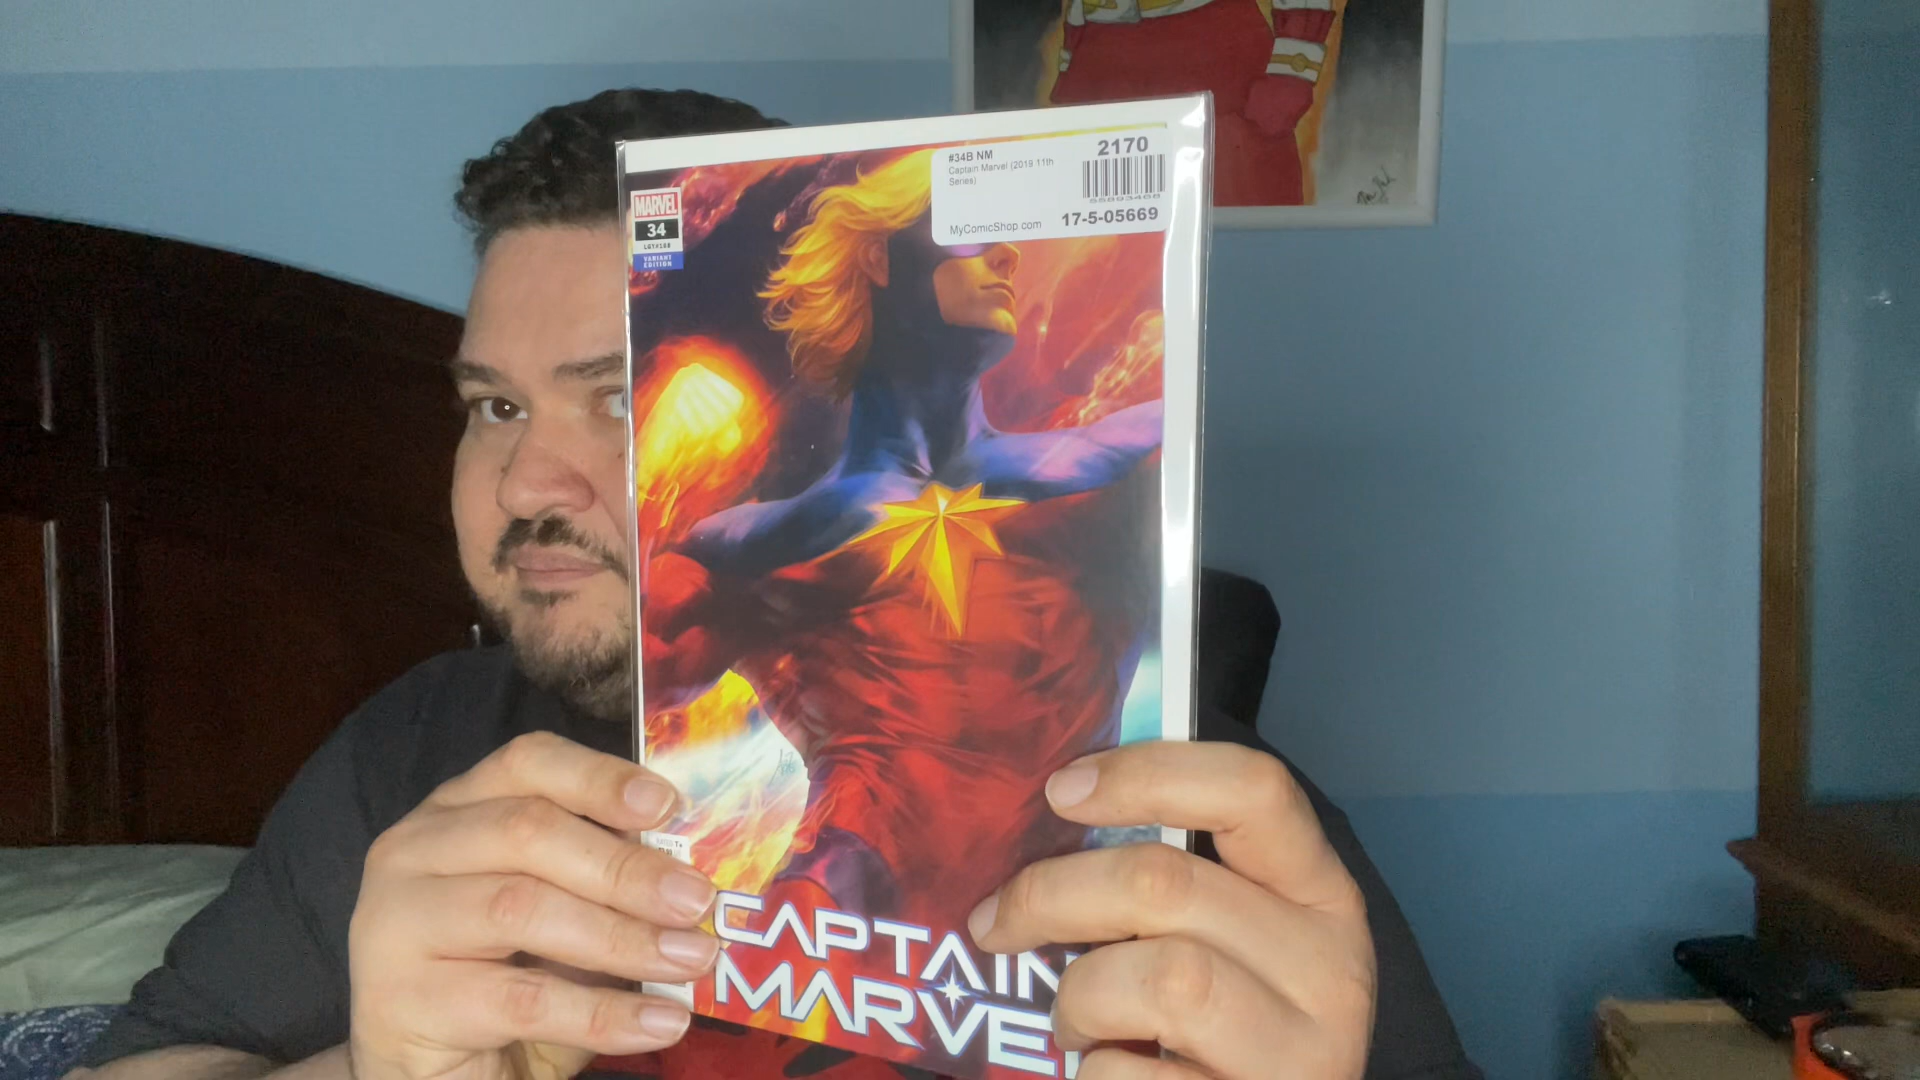 #34B NM
Captain Marvel (2019 11th
Series)
2170
MyComicShop.com
17-5-05669
MARVEL
34
VARIANT
EDITION
RATED T+
CAPTAIN
MARVEL